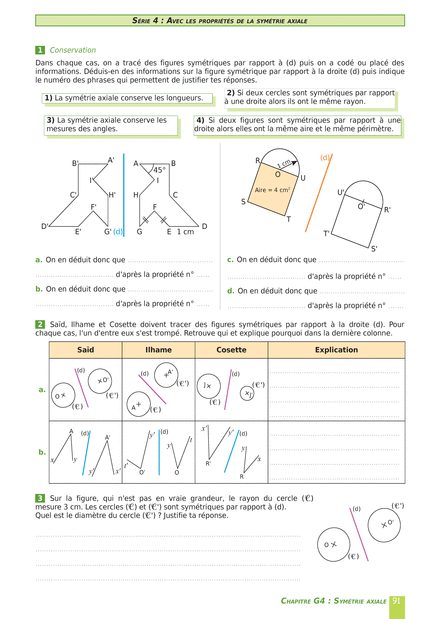 SÉRIE 4 : AVEC LES PROPRIÉTÉS DE LA SYMÉTRIE AXIALE
1 Conservation
Dans chaque cas, on a tracé des figures symétriques par rapport à (d) puis on a codé ou placé des
informations. Déduis-en des informations sur la figure symétrique par rapport à la droite (d) puis indique
le numéro des phrases qui permettent de justifier tes réponses.
1) La symétrie axiale conserve les longueurs.
2) Si deux cercles sont symétriques par rapport
à une droite alors ils ont le même rayon.
3) La symétrie axiale conserve les
mesures des angles.
4) Si deux figures sont symétriques par rapport à une
droite alors elles ont la même aire et le même périmètre.
B' A' A B
45°
I' I
C' H' H C
F' F
D' E' G' (d) G E 1 cm D
R 1 cm (d)
O U
Aire = 4 cm²
S T
U' O' R'
T' S'
a. On en déduit donc que
d'après la propriété n°
b. On en déduit donc que
d'après la propriété n°
c. On en déduit donc que
d'après la propriété n°
d. On en déduit donc que
d'après la propriété n°
2 Saïd, Ilhame et Cosette doivent tracer des figures symétriques par rapport à la droite (d). Pour
chaque cas, l'un d'entre eux s'est trompé. Retrouve qui et explique pourquoi dans la dernière colonne.
Saïd Ilhame Cosette Explication
a.
(d) O' O (C) (C')
(d) A' A (C) (C')
(d) J J (C) (C')
b.
A (d) A' x y y' x'
y' (d) t t' y O' O
x' y' (d) y x R' R
3 Sur la figure, qui n'est pas en vraie grandeur, le rayon du cercle (C)
mesure 3 cm. Les cercles (C) et (C') sont symétriques par rapport à (d).
Quel est le diamètre du cercle (C') ? Justifie ta réponse.
(d) (C')
O'
O
(C)
CHAPITRE G4 : SYMÉTRIE AXIALE 91